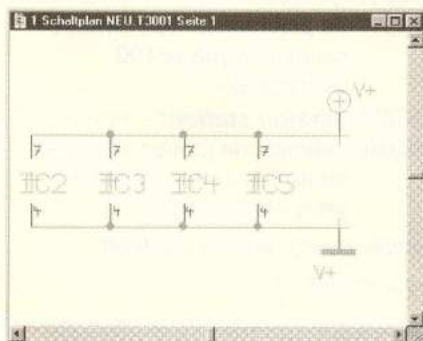 1 Schaltplan NEU.T3001 Seite 1
V+
7 7 7 7
IC2 IC3 IC4 IC5
4 4 4 4
V+